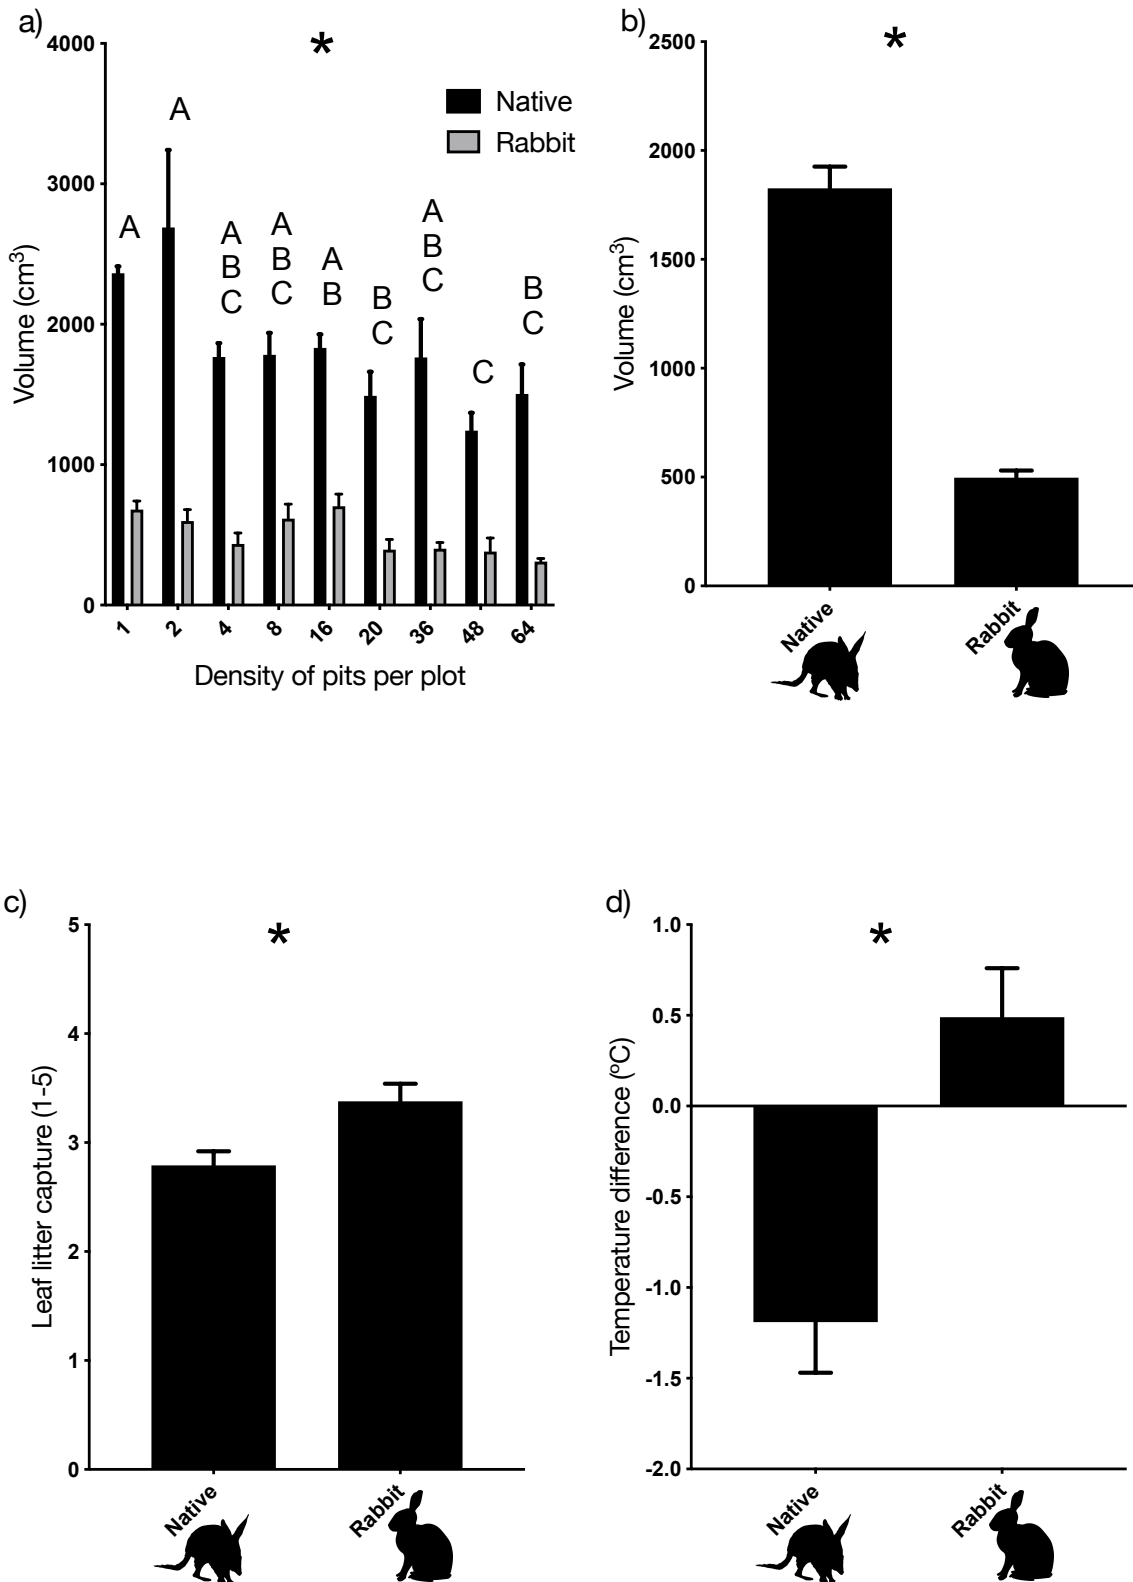 a)
*
4000
3000
2000
1000
0
Volume (cm³)
Native
Rabbit
A
A
A
B
C
A
B
C
A
B
B
C
A
B
C
C
B
C
1 2 4 8 16 20 36 48 64
Density of pits per plot
b)
*
2500
2000
1500
1000
500
0
Volume (cm³)
Native
Rabbit
c)
*
5
4
3
2
1
0
Leaf litter capture (1-5)
Native
Rabbit
d)
*
1.0
0.5
0.0
-0.5
-1.0
-1.5
-2.0
Temperature difference (ºC)
Native
Rabbit